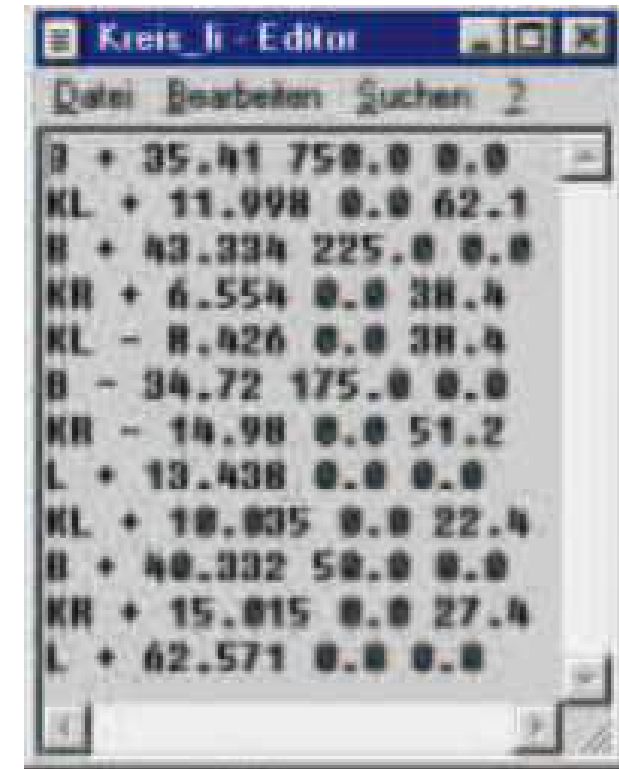 Kreis_li - Editor
Datei Bearbeiten Suchen ?
B + 35.41 750.0 0.0
KL + 11.998 0.0 62.1
B + 43.334 225.0 0.0
KR + 6.554 0.0 38.4
KL - 8.426 0.0 38.4
B - 34.72 175.0 0.0
KR - 14.98 0.0 51.2
L + 13.438 0.0 0.0
KL + 10.035 0.0 22.4
B + 40.332 50.0 0.0
KR + 15.015 0.0 27.4
L + 62.571 0.0 0.0